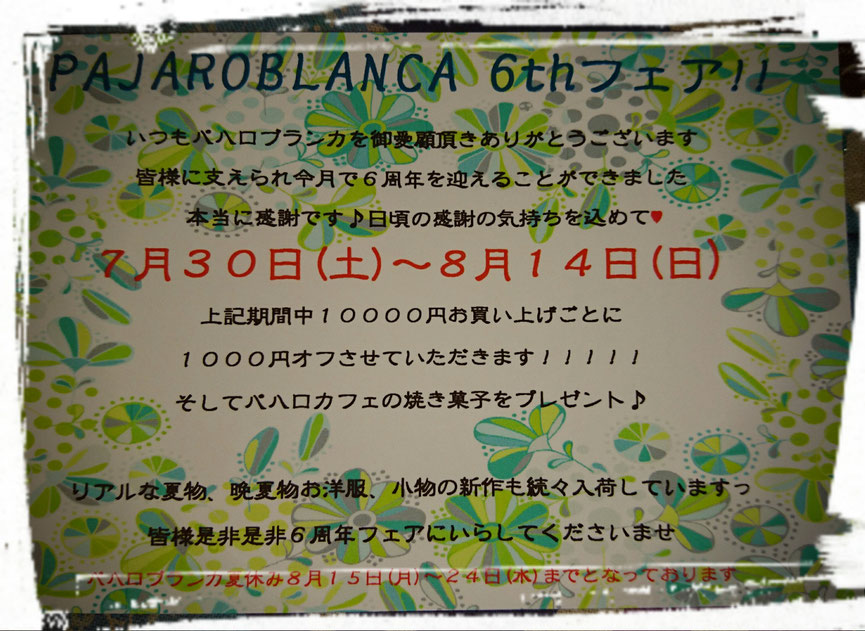 PAJAROBLANCA 6thフェア!!
いつもパハロブランカを御愛顧頂きありがとうございます
皆様に支えられ今月で6周年を迎えることができました
本当に感謝です♪日頃の感謝の気持ちを込めて♥
7月30日(土)～8月14日(日)
上記期間中10000円お買い上げごとに
1000円オフさせていただきます!!!!!
そしてパハロカフェの焼き菓子をプレゼント♪
リアルな夏物、晩夏物お洋服、小物の新作も続々入荷していますっ
皆様是非是非6周年フェアにいらしてくださいませ
パハロブランカ夏休み8月15日(月)～24日(水)までとなっております